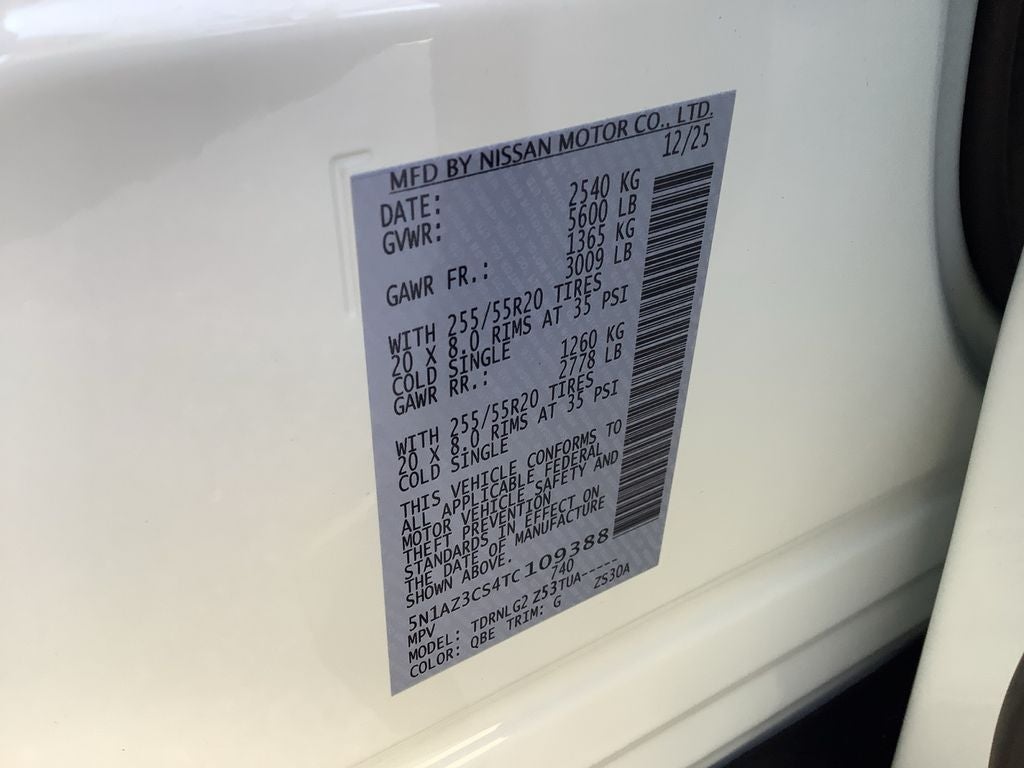 MFD BY NISSAN MOTOR CO., LTD.
DATE: 12/25
GVWR: 2540 KG
5600 LB
GAWR FR.: 1365 KG
3009 LB
WITH 255/55R20 TIRES
20 X 8.0 RIMS AT 35 PSI
COLD SINGLE
GAWR RR.: 1260 KG
2778 LB
WITH 255/55R20 TIRES
20 X 8.0 RIMS AT 35 PSI
COLD SINGLE
THIS VEHICLE CONFORMS TO
ALL APPLICABLE FEDERAL
MOTOR VEHICLE SAFETY AND
THEFT PREVENTION
STANDARDS IN EFFECT ON
THE DATE OF MANUFACTURE
SHOWN ABOVE.
5N1AZ3CS4TC109388
MPV 740
MODEL: TDRNLG2 Z53TUA-----
COLOR: QBE TRIM: G ZS30A